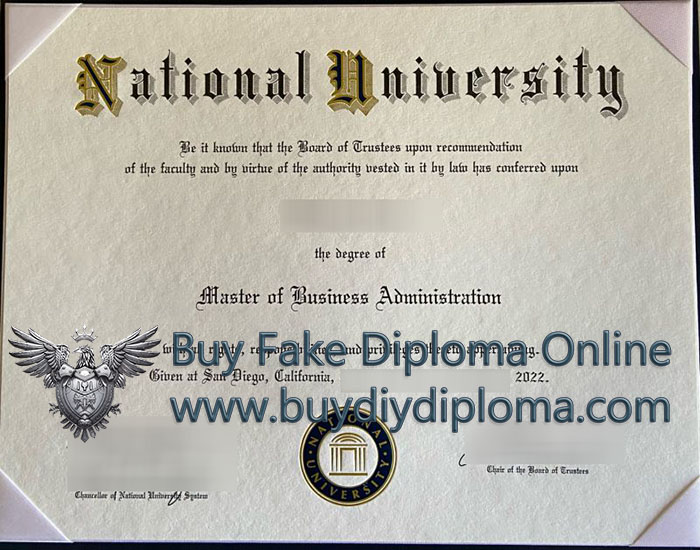 National University
Be it known that the Board of Trustees upon recommendation
of the faculty and by virtue of the authority vested in it by law has conferred upon
the degree of
Master of Business Administration
Buy Fake Diploma Online
Given at San Diego, California, 2022.
www.buydiydiploma.com
NATIONAL UNIVERSITY
Chair of the Board of Trustees
Chancellor of National University System